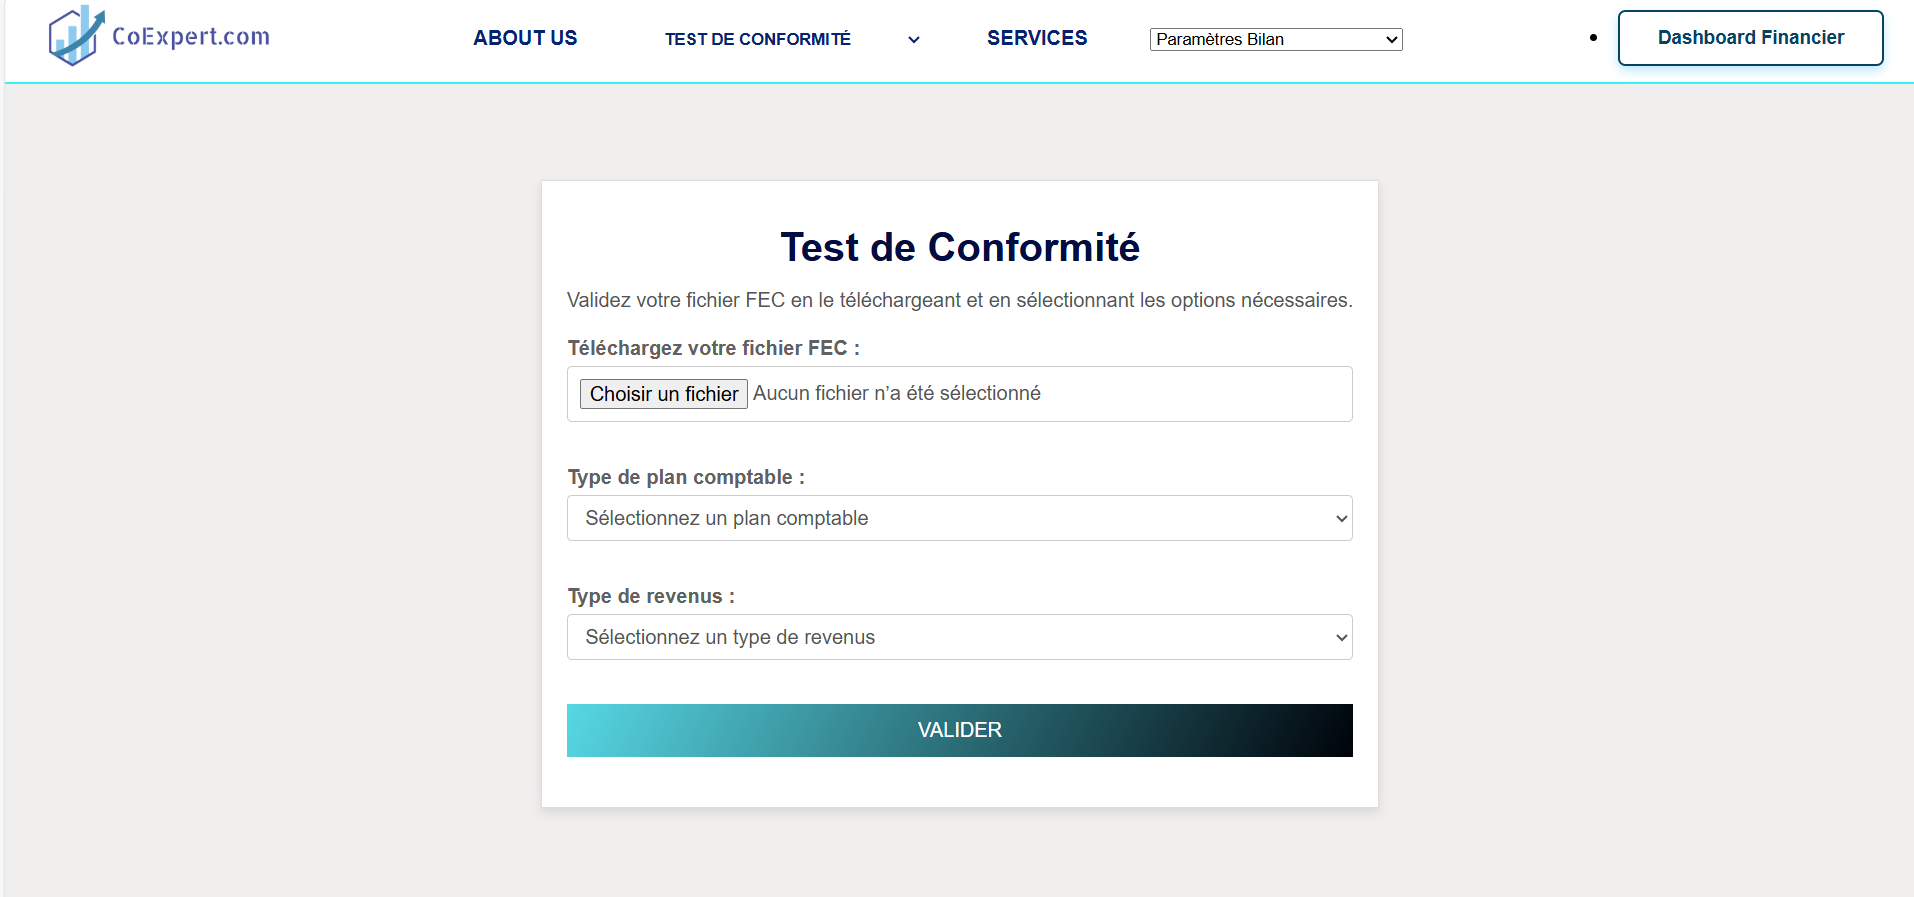 CoExpert.com
ABOUT US
TEST DE CONFORMITÉ
SERVICES
Paramètres Bilan
Dashboard Financier
Test de Conformité
Validez votre fichier FEC en le téléchargeant et en sélectionnant les options nécessaires.
Téléchargez votre fichier FEC :
Choisir un fichier Aucun fichier n’a été sélectionné
Type de plan comptable :
Sélectionnez un plan comptable
Type de revenus :
Sélectionnez un type de revenus
VALIDER